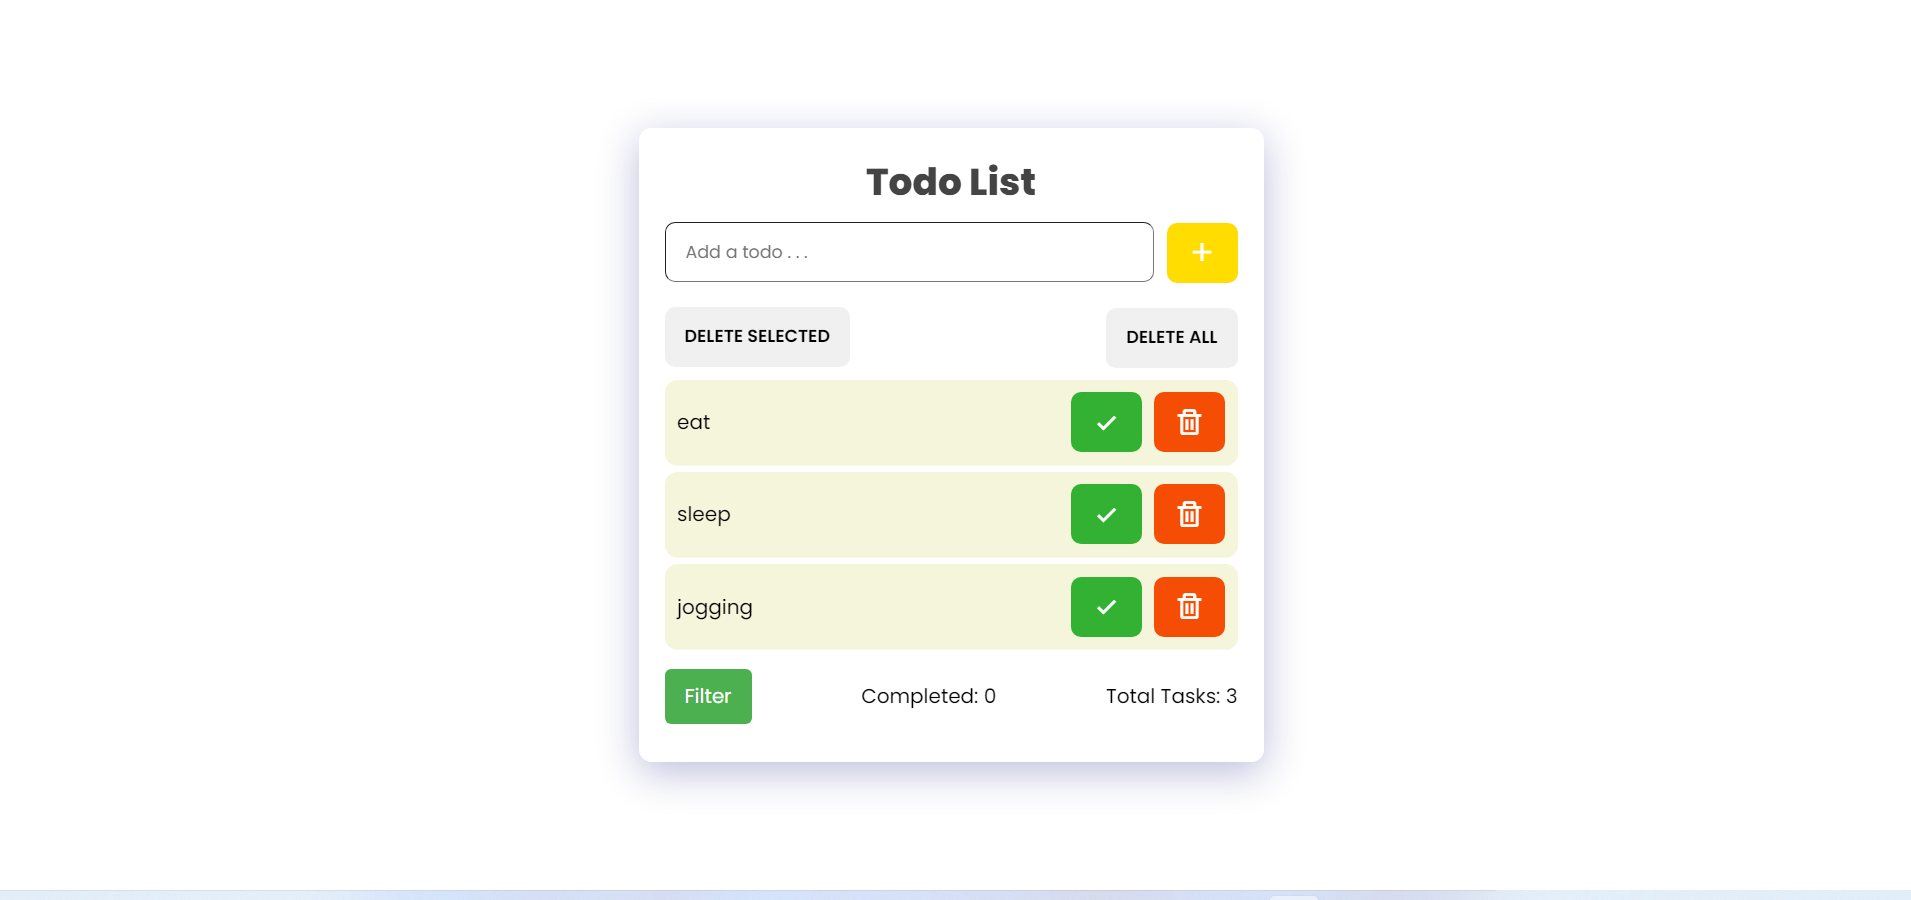 Todo List
Add a todo . . .
DELETE SELECTED
DELETE ALL
eat
sleep
jogging
Filter
Completed: 0
Total Tasks: 3